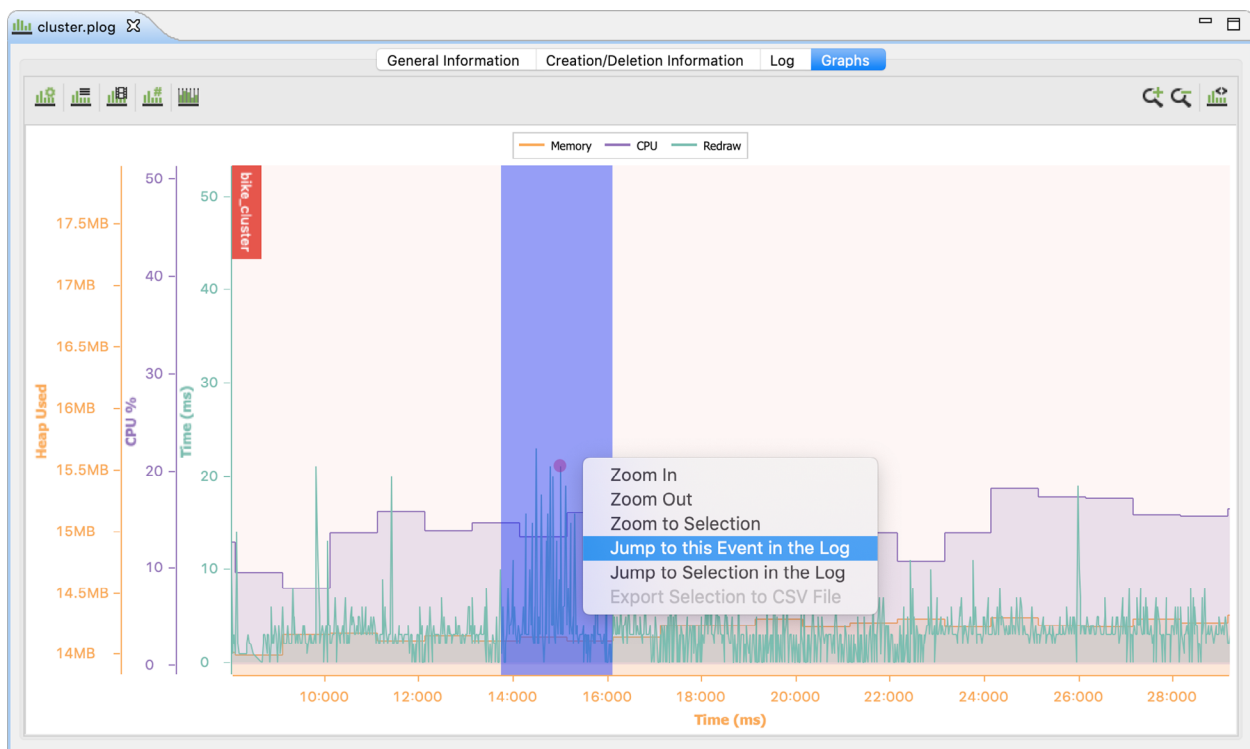 cluster.plog
General Information
Creation/Deletion Information
Log
Graphs
Memory
CPU
Redraw
17.5MB
17MB
16.5MB
16MB
15.5MB
15MB
14.5MB
14MB
Heap Used
50
40
30
20
10
0
CPU %
50
40
30
20
10
0
Time (ms)
bike_cluster
Zoom In
Zoom Out
Zoom to Selection
Jump to this Event in the Log
Jump to Selection in the Log
Export Selection to CSV File
10:000
12:000
14:000
16:000
18:000
20:000
22:000
24:000
26:000
28:000
Time (ms)